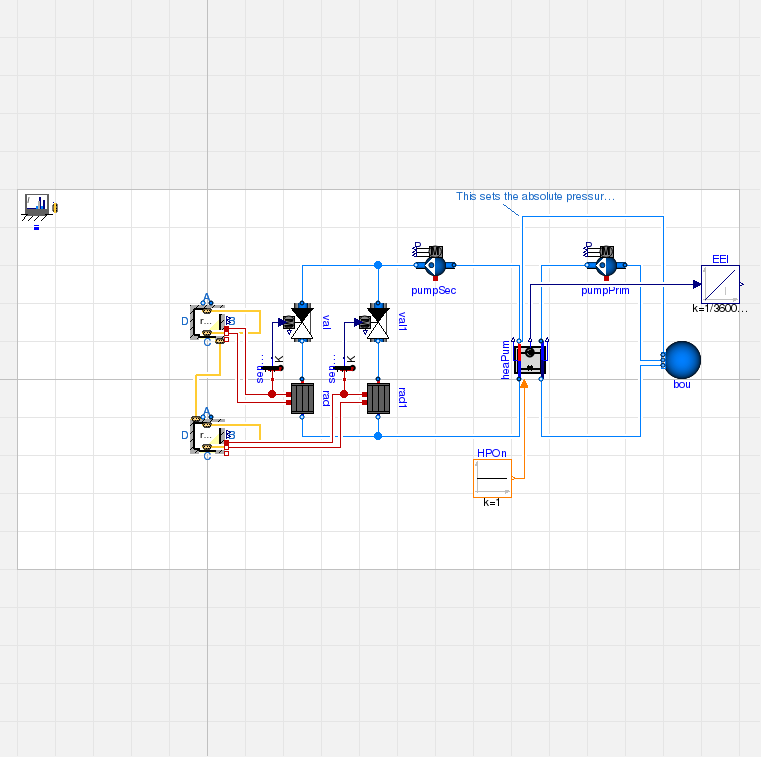 This sets the absolute pressur...
P
M
pumpSec
P
M
pumpPrim
EEI
k=1/3600...
A
D
r...
B
C
val
val1
sen...
K
sen...
K
heaPum
bou
rad
rad1
A
D
r...
B
C
HPOn
k=1